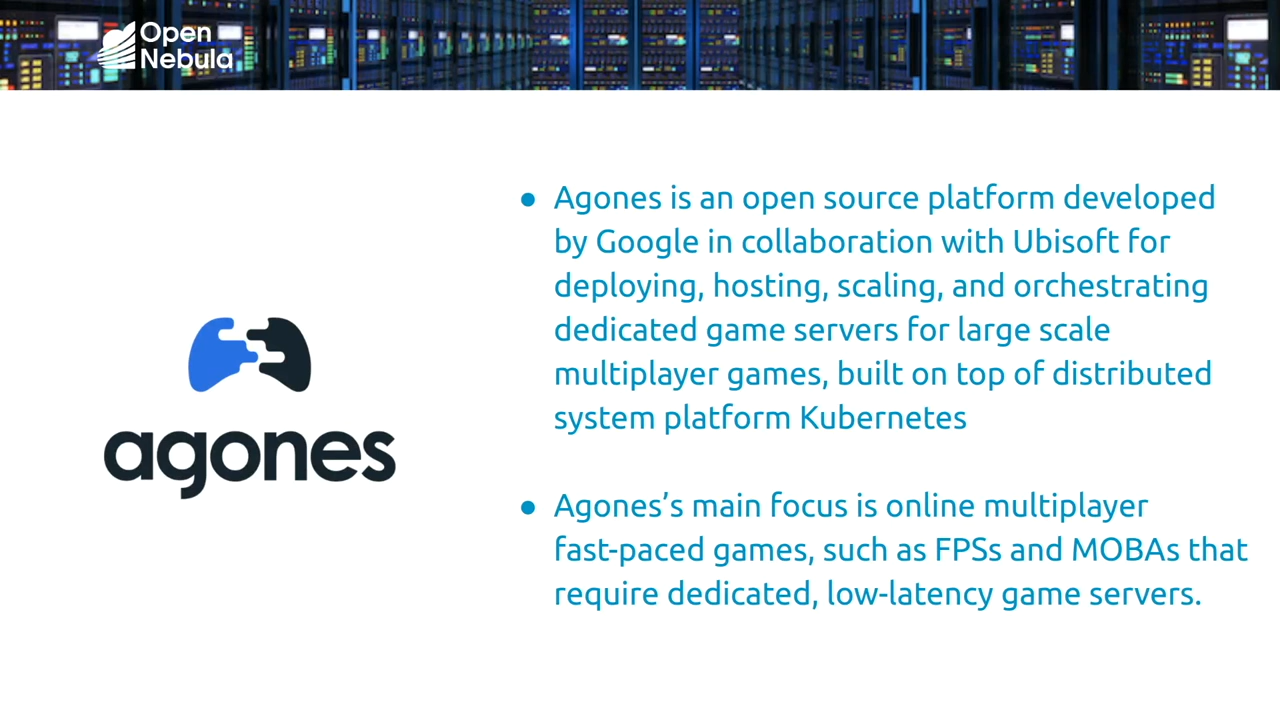 Open
Nebula
● Agones is an open source platform developed
by Google in collaboration with Ubisoft for
deploying, hosting, scaling, and orchestrating
dedicated game servers for large scale
multiplayer games, built on top of distributed
system platform Kubernetes
agones
● Agones’s main focus is online multiplayer
fast-paced games, such as FPSs and MOBAs that
require dedicated, low-latency game servers.